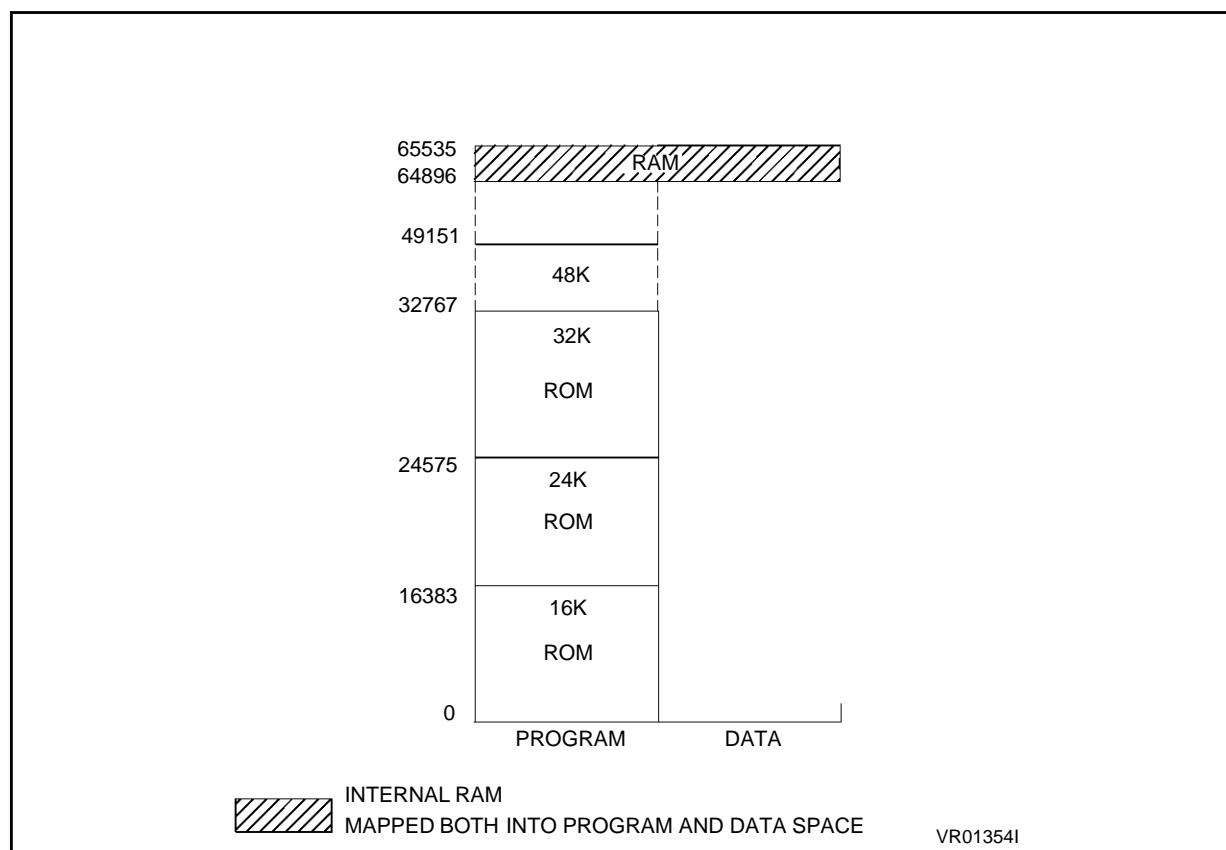 65535
RAM
64896
49151
48K
32767
32K
ROM
24575
24K
ROM
16383
16K
ROM
0
PROGRAM DATA
INTERNAL RAM
MAPPED BOTH INTO PROGRAM AND DATA SPACE
VR01354I